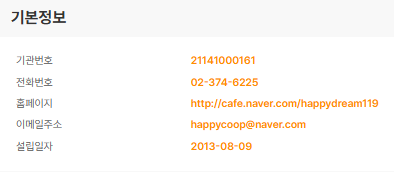 기본정보
기관번호 21141000161
전화번호 02-374-6225
홈페이지 http://cafe.naver.com/happydream119
이메일주소 happycoop@naver.com
설립일자 2013-08-09